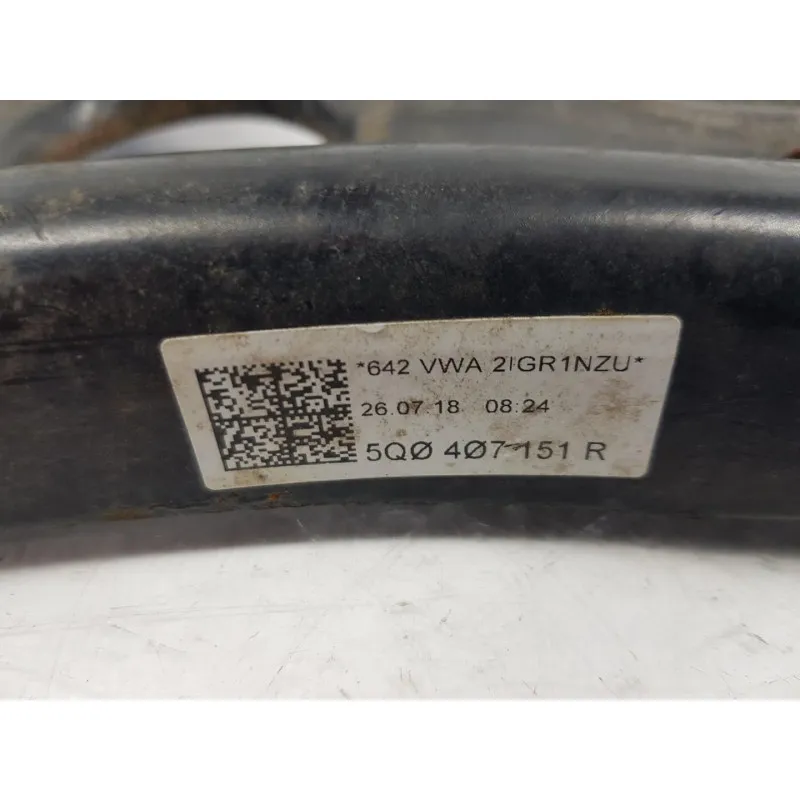 *642 VWA 2IGR1NZU*
26.07.18 08:24
5QØ 4Ø7 151 R